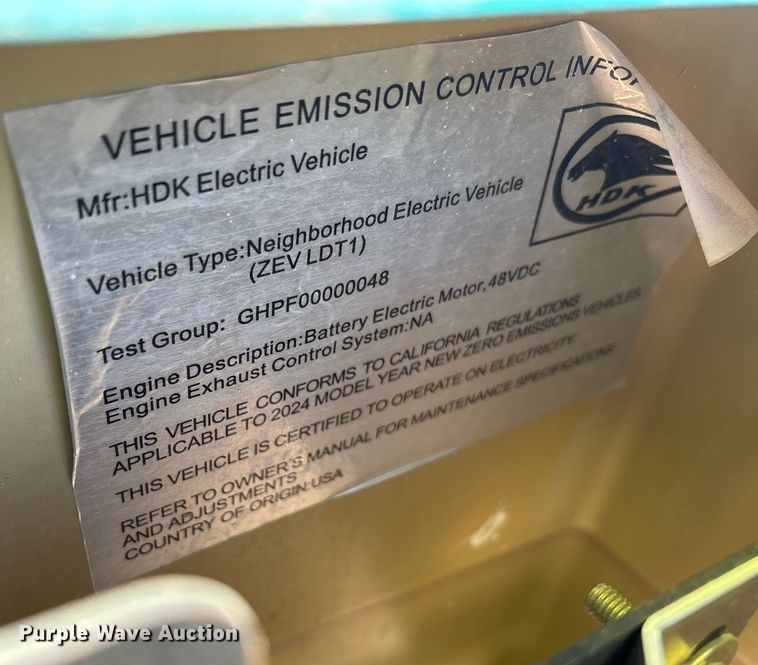 VEHICLE EMISSION CONTROL INFO
Mfr:HDK Electric Vehicle
HDK
Vehicle Type:Neighborhood Electric Vehicle
(ZEV LDT1)
Test Group: GHPF00000048
Engine Description:Battery Electric Motor,48VDC
Engine Exhaust Control System:NA
THIS VEHICLE CONFORMS TO CALIFORNIA REGULATIONS
APPLICABLE TO 2024 MODEL YEAR NEW ZERO EMISSIONS VEHICLES
THIS VEHICLE IS CERTIFIED TO OPERATE ON ELECTRICITY
REFER TO OWNER'S MANUAL FOR MAINTENANCE SPECIFICATIONS
AND ADJUSTMENTS
COUNTRY OF ORIGIN:USA
Purple Wave Auction